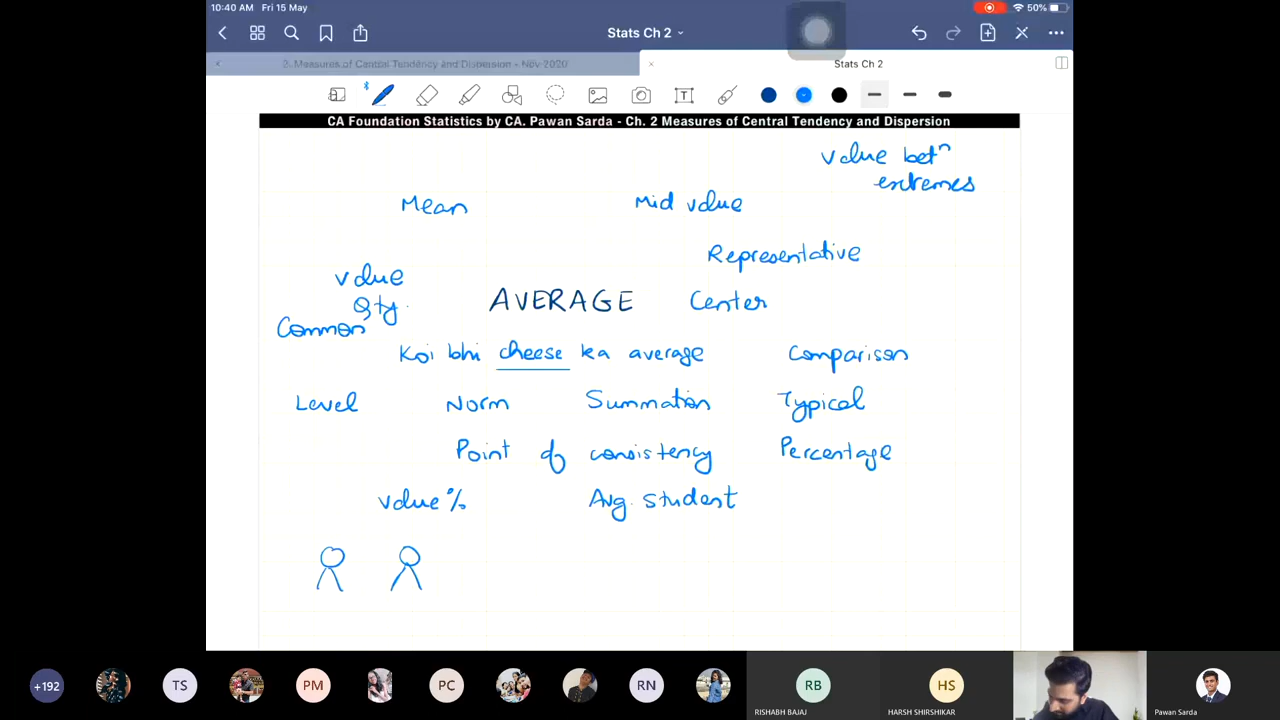 10:40 AM Fri 15 May
50%
Stats Ch 2
2. Measures of Central Tendency and Dispersion - Nov 2020
Stats Ch 2
CA Foundation Statistics by CA. Pawan Sarda - Ch. 2 Measures of Central Tendency and Dispersion
value betn
extremes
Mean
Mid value
Representative
value
Qty.
AVERAGE
Center
Common
Koi bhi cheese ka average
Comparison
Level
Norm
Summation
Typical
Point of consistency
Percentage
value %
Avg. student
+192
TS
PM
PC
RN
RB
RISHABH BAJAJ
HS
HARSH SHIRSHIKAR
Pawan Sarda